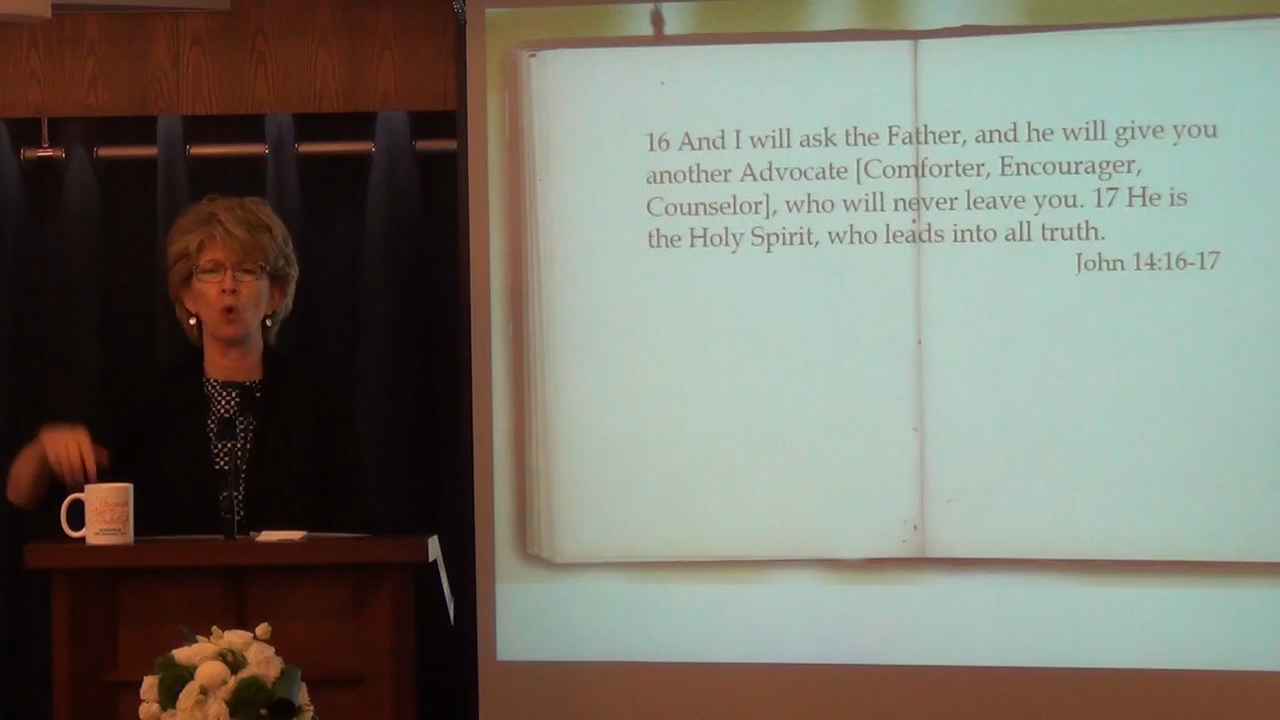 16 And I will ask the Father, and he will give you
another Advocate [Comforter, Encourager,
Counselor], who will never leave you. 17 He is
the Holy Spirit, who leads into all truth.
John 14:16-17